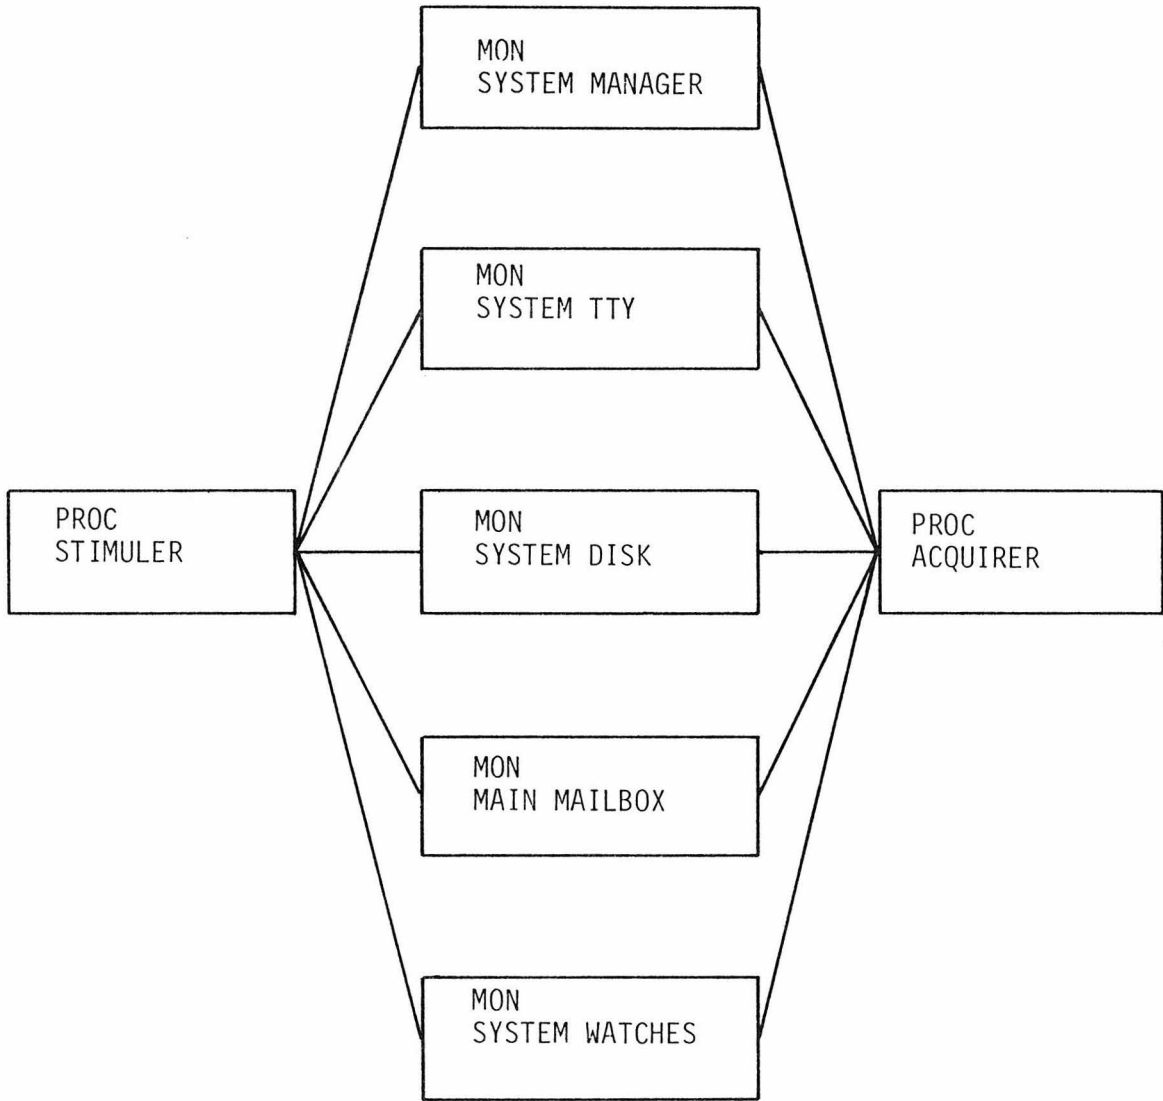 MON
SYSTEM MANAGER
MON
SYSTEM TTY
PROC
STIMULER
MON
SYSTEM DISK
PROC
ACQUIRER
MON
MAIN MAILBOX
MON
SYSTEM WATCHES